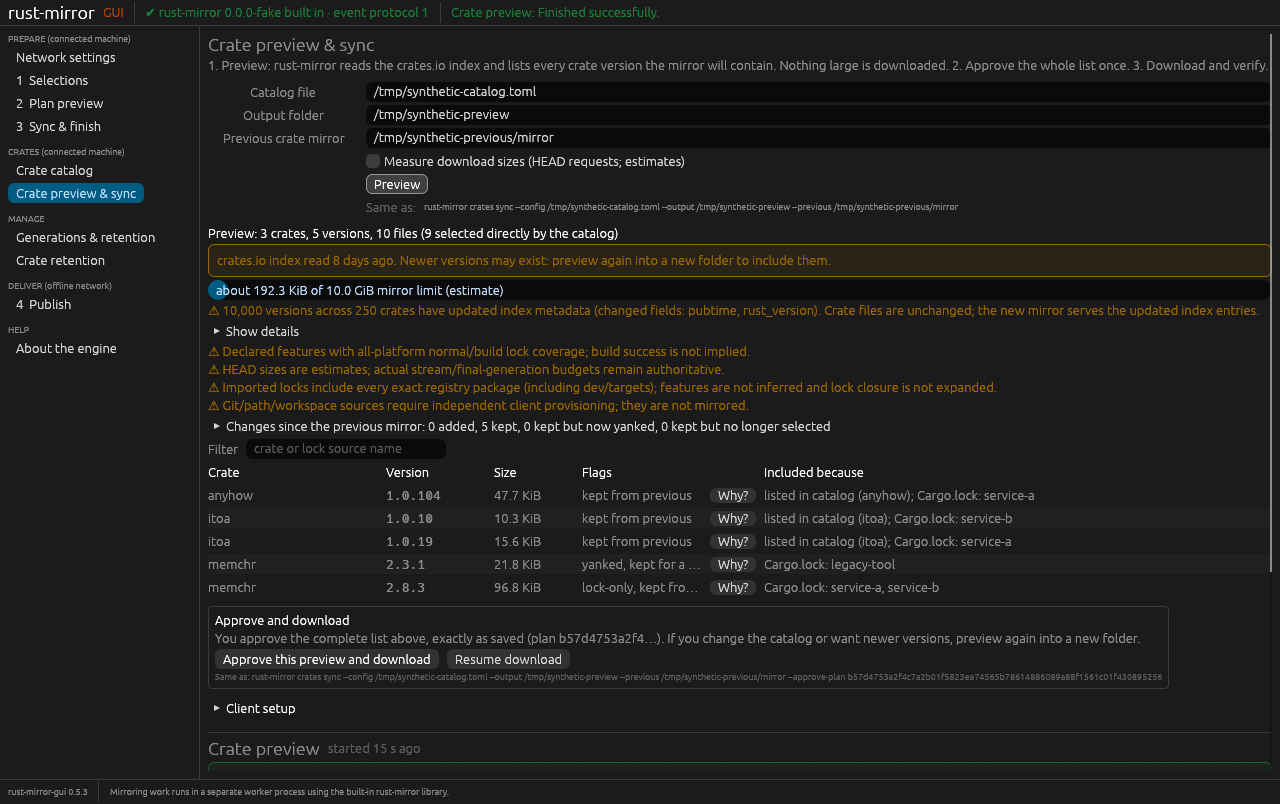 rust-mirror GUI ✔ rust-mirror 0.0.0-fake built in · event protocol 1 Crate preview: Finished successfully.
PREPARE (connected machine)
Network settings
1 Selections
2 Plan preview
3 Sync & finish
CRATES (connected machine)
Crate catalog
Crate preview & sync
MANAGE
Generations & retention
Crate retention
DELIVER (offline network)
4 Publish
HELP
About the engine
Crate preview & sync
1. Preview: rust-mirror reads the crates.io index and lists every crate version the mirror will contain. Nothing large is downloaded. 2. Approve the whole list once. 3. Download and verify.
Catalog file /tmp/synthetic-catalog.toml
Output folder /tmp/synthetic-preview
Previous crate mirror /tmp/synthetic-previous/mirror
Measure download sizes (HEAD requests; estimates)
Preview
Same as: rust-mirror crates sync --config /tmp/synthetic-catalog.toml --output /tmp/synthetic-preview --previous /tmp/synthetic-previous/mirror
Preview: 3 crates, 5 versions, 10 files (9 selected directly by the catalog)
crates.io index read 8 days ago. Newer versions may exist: preview again into a new folder to include them.
about 192.3 KiB of 10.0 GiB mirror limit (estimate)
⚠ 10,000 versions across 250 crates have updated index metadata (changed fields: pubtime, rust_version). Crate files are unchanged; the new mirror serves the updated index entries.
▸ Show details
⚠ Declared features with all-platform normal/build lock coverage; build success is not implied.
⚠ HEAD sizes are estimates; actual stream/final-generation budgets remain authoritative.
⚠ Imported locks include every exact registry package (including dev/targets); features are not inferred and lock closure is not expanded.
⚠ Git/path/workspace sources require independent client provisioning; they are not mirrored.
▸ Changes since the previous mirror: 0 added, 5 kept, 0 kept but now yanked, 0 kept but no longer selected
Filter crate or lock source name
Crate Version Size Flags Included because
anyhow 1.0.104 47.7 KiB kept from previous Why? listed in catalog (anyhow); Cargo.lock: service-a
itoa 1.0.10 10.3 KiB kept from previous Why? listed in catalog (itoa); Cargo.lock: service-b
itoa 1.0.19 15.6 KiB kept from previous Why? listed in catalog (itoa); Cargo.lock: service-a
memchr 2.3.1 21.8 KiB yanked, kept for a … Why? Cargo.lock: legacy-tool
memchr 2.8.3 96.8 KiB lock-only, kept fro… Why? Cargo.lock: service-a, service-b
Approve and download
You approve the complete list above, exactly as saved (plan b57d4753a2f4…). If you change the catalog or want newer versions, preview again into a new folder.
Approve this preview and download Resume download
Same as: rust-mirror crates sync --config /tmp/synthetic-catalog.toml --output /tmp/synthetic-preview --previous /tmp/synthetic-previous/mirror --approve-plan b57d4753a2f4c7a2b01f5823ea74565b78614886089a88f1561c01f430895256
▸ Client setup
Crate preview started 15 s ago
rust-mirror-gui 0.5.3 Mirroring work runs in a separate worker process using the built-in rust-mirror library.